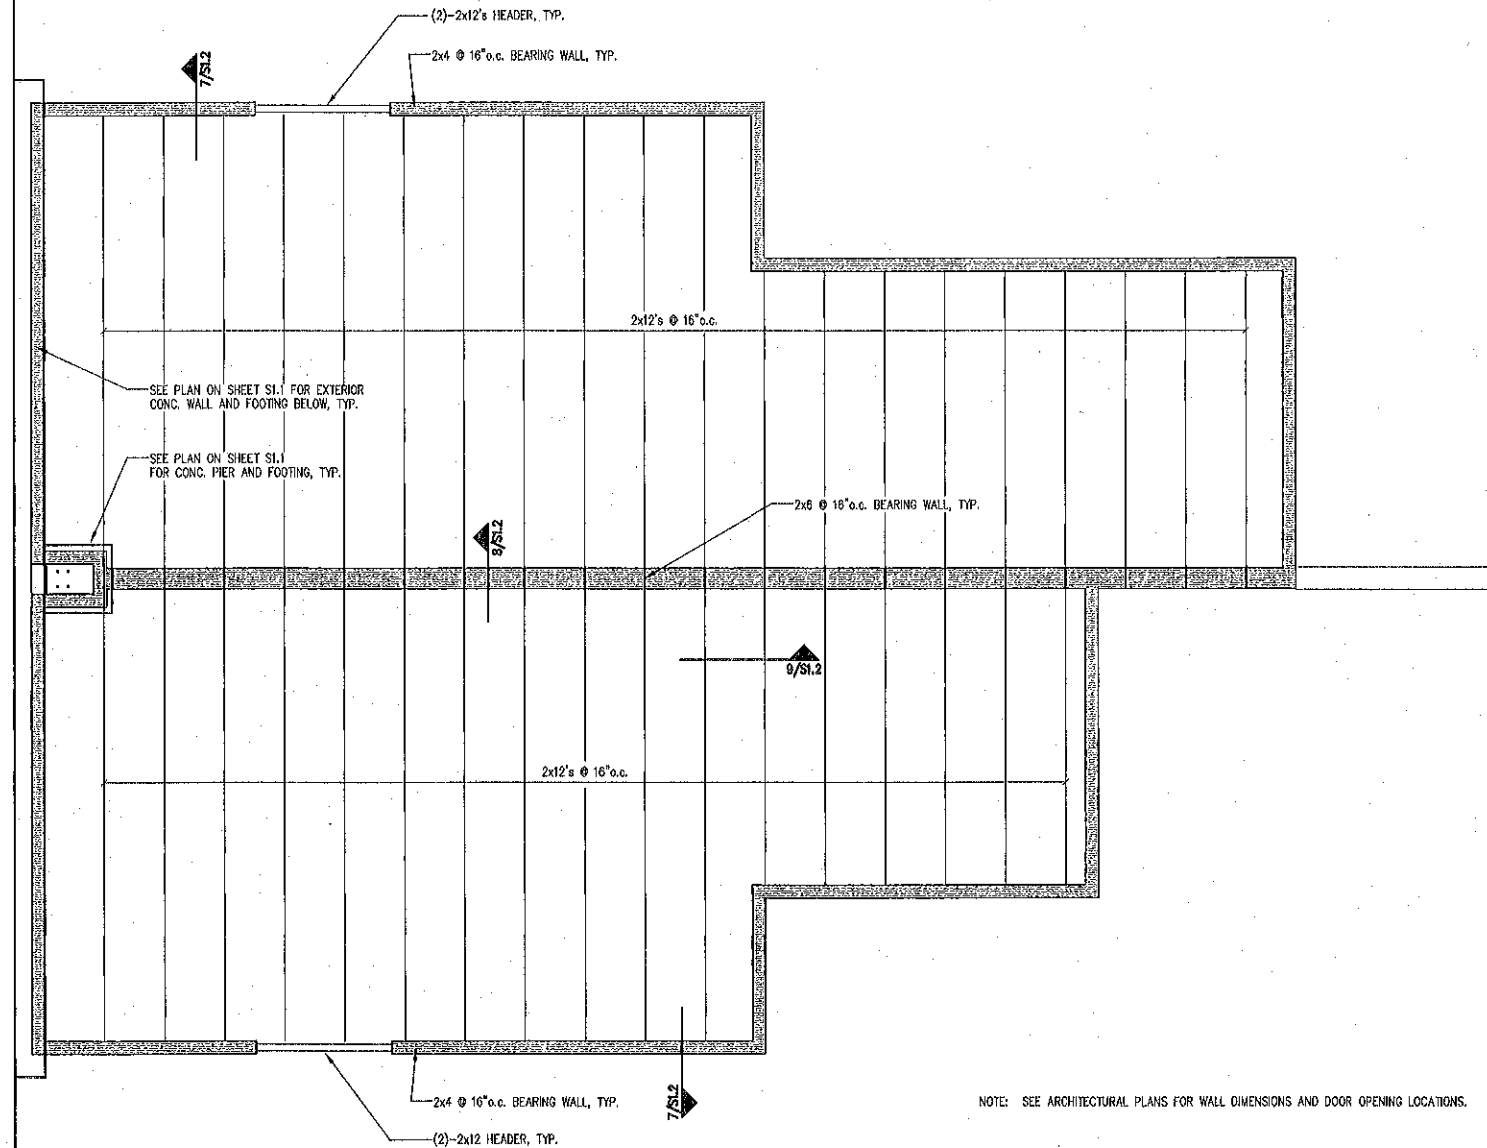 (2)-2x12's HEADER, TYP.
2x4 @ 16"o.c. BEARING WALL, TYP.
7/S1.2
2x12's @ 16"o.c.
SEE PLAN ON SHEET S1.1 FOR EXTERIOR
CONC. WALL AND FOOTING BELOW, TYP.
SEE PLAN ON SHEET S1.1
FOR CONC. PIER AND FOOTING, TYP.
2x6 @ 16"o.c. BEARING WALL, TYP.
8/S1.2
9/S1.2
2x12's @ 16"o.c.
2x4 @ 16"o.c. BEARING WALL, TYP.
7/S1.2
NOTE: SEE ARCHITECTURAL PLANS FOR WALL DIMENSIONS AND DOOR OPENING LOCATIONS.
(2)-2x12 HEADER, TYP.